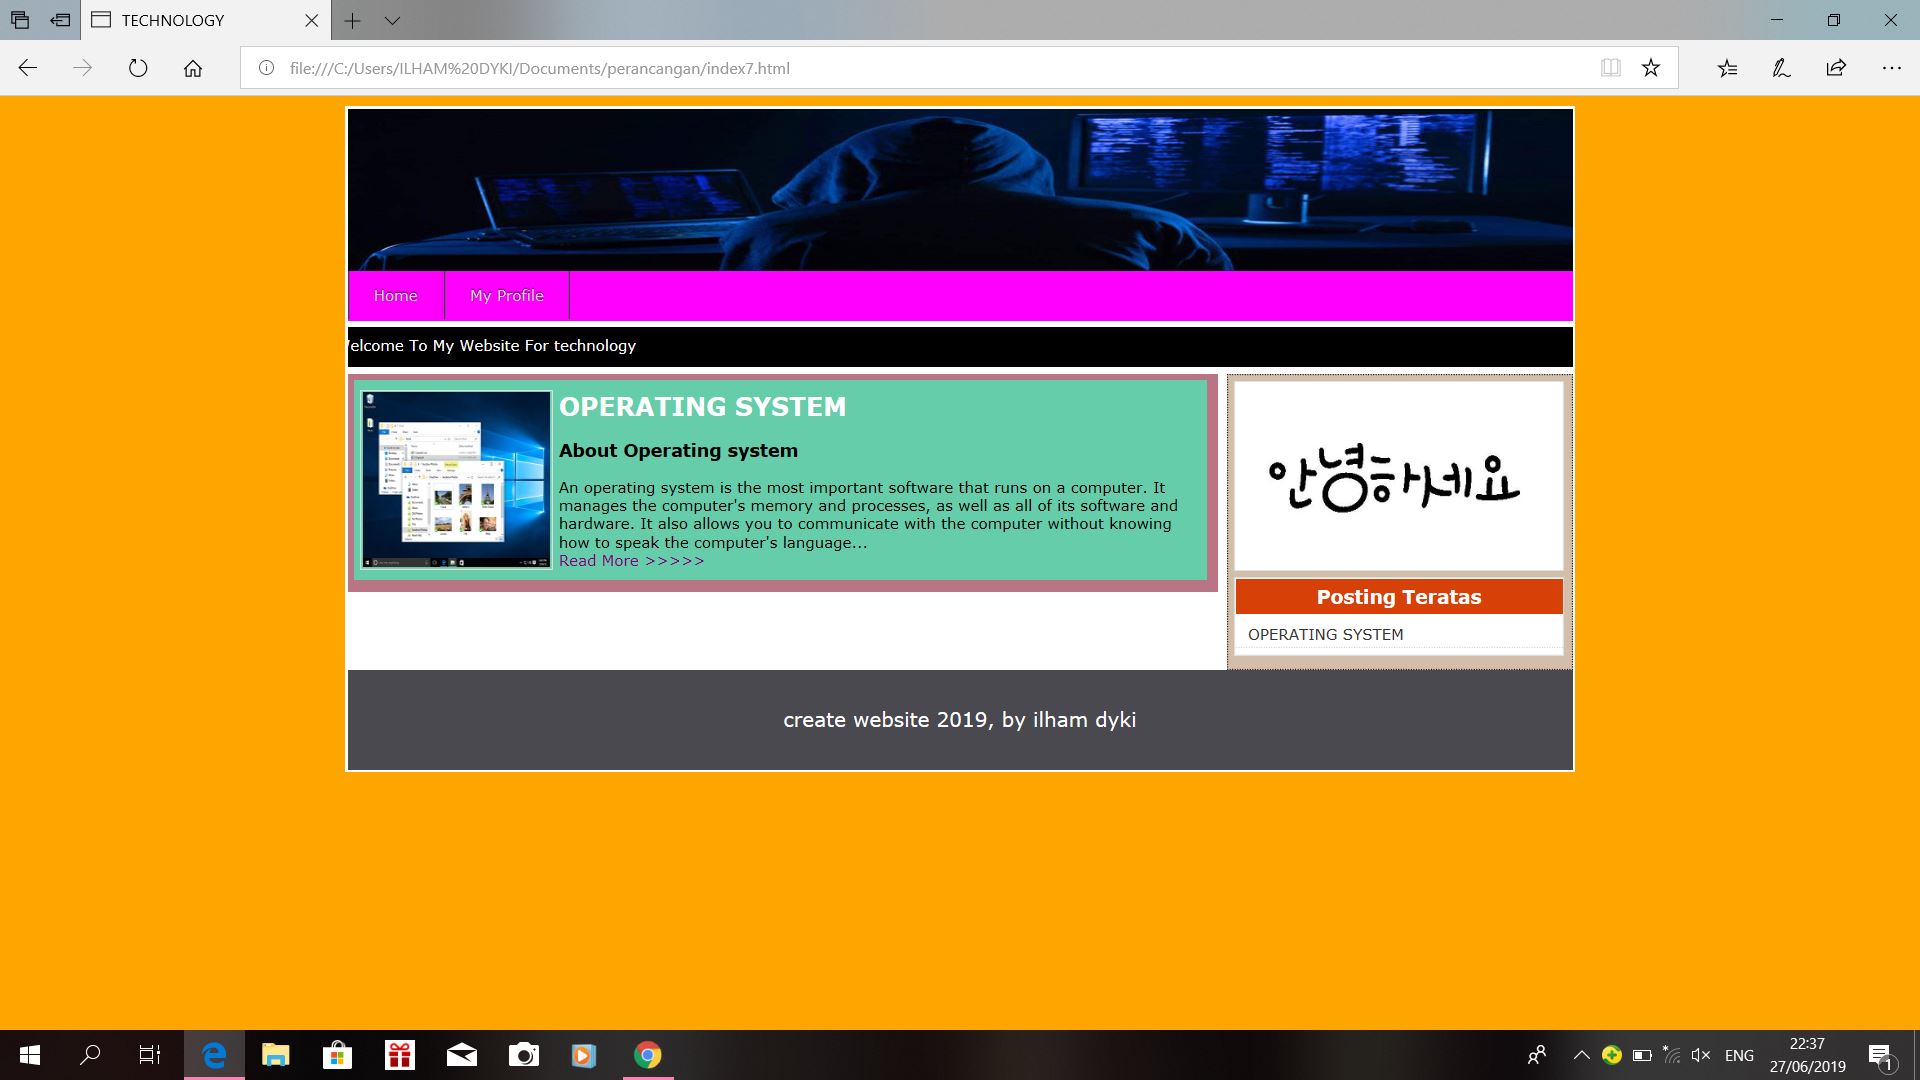 TECHNOLOGY
file:///C:/Users/ILHAM%20DYKI/Documents/perancangan/index7.html
Home
My Profile
elcome To My Website For technology
OPERATING SYSTEM
About Operating system
An operating system is the most important software that runs on a computer. It
manages the computer's memory and processes, as well as all of its software and
hardware. It also allows you to communicate with the computer without knowing
how to speak the computer's language...
Read More >>>>>
안녕하세요
Posting Teratas
OPERATING SYSTEM
create website 2019, by ilham dyki
ENG
22:37
27/06/2019
1